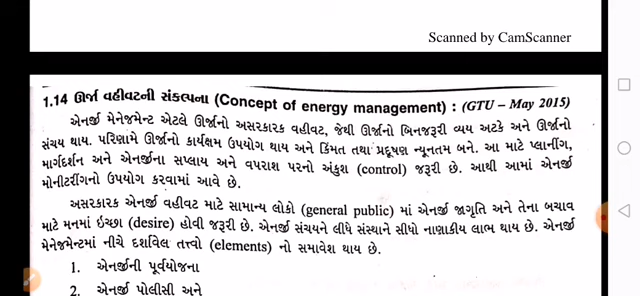 Scanned by CamScanner
1.14 ઊર્જા વહીવટની સંકલ્પના (Concept of energy management) : (GTU – May 2015)
એનર્જી મેનેજમેન્ટ એટલે ઊર્જાનો અસરકારક વહીવટ, જેથી ઊર્જાનો બિનજરૂરી વ્યય અટકે અને ઊર્જાનો
સંચય થાય. પરિણામે ઊર્જાનો કાર્યક્ષમ ઉપયોગ થાય અને કિંમત તથા પ્રદૂષણ ન્યૂનતમ બને. આ માટે પ્લાનીંગ,
માર્ગદર્શન અને એનર્જીના સપ્લાય અને વપરાશ પરનો અંકુશ (control) જરૂરી છે. આથી આમાં એનર્જી
મોનીટરીંગનો ઉપયોગ કરવામાં આવે છે.
અસરકારક એનર્જી વહીવટ માટે સામાન્ય લોકો (general public) માં એનર્જી જાગૃતિ અને તેના બચાવ
માટે મનમાં ઇચ્છા (desire) હોવી જરૂરી છે. એનર્જી સંચયને લીધે સંસ્થાને સીધો નાણાકીય લાભ થાય છે. એનર્જી
મેનેજમેન્ટમાં નીચે દર્શાવેલ તત્ત્વો (elements) નો સમાવેશ થાય છે.
1. એનર્જીની પૂર્વયોજના
2. એનર્જી પોલીસી અને